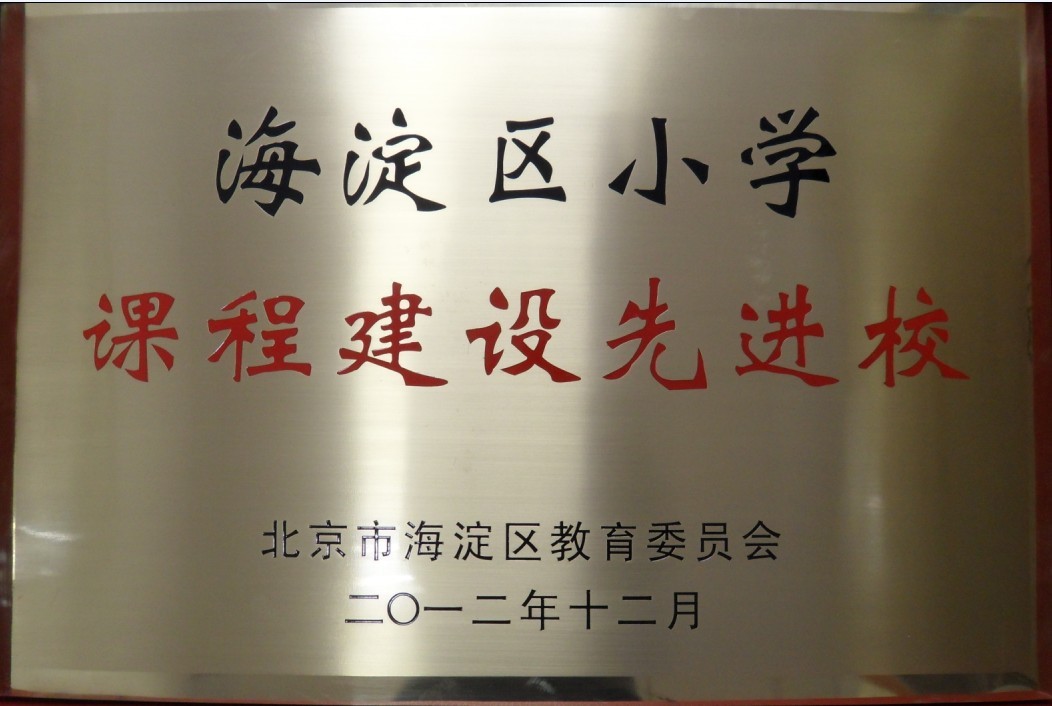 海淀区小学
课程建设先进校
北京市海淀区教育委员会
二〇一二年十二月